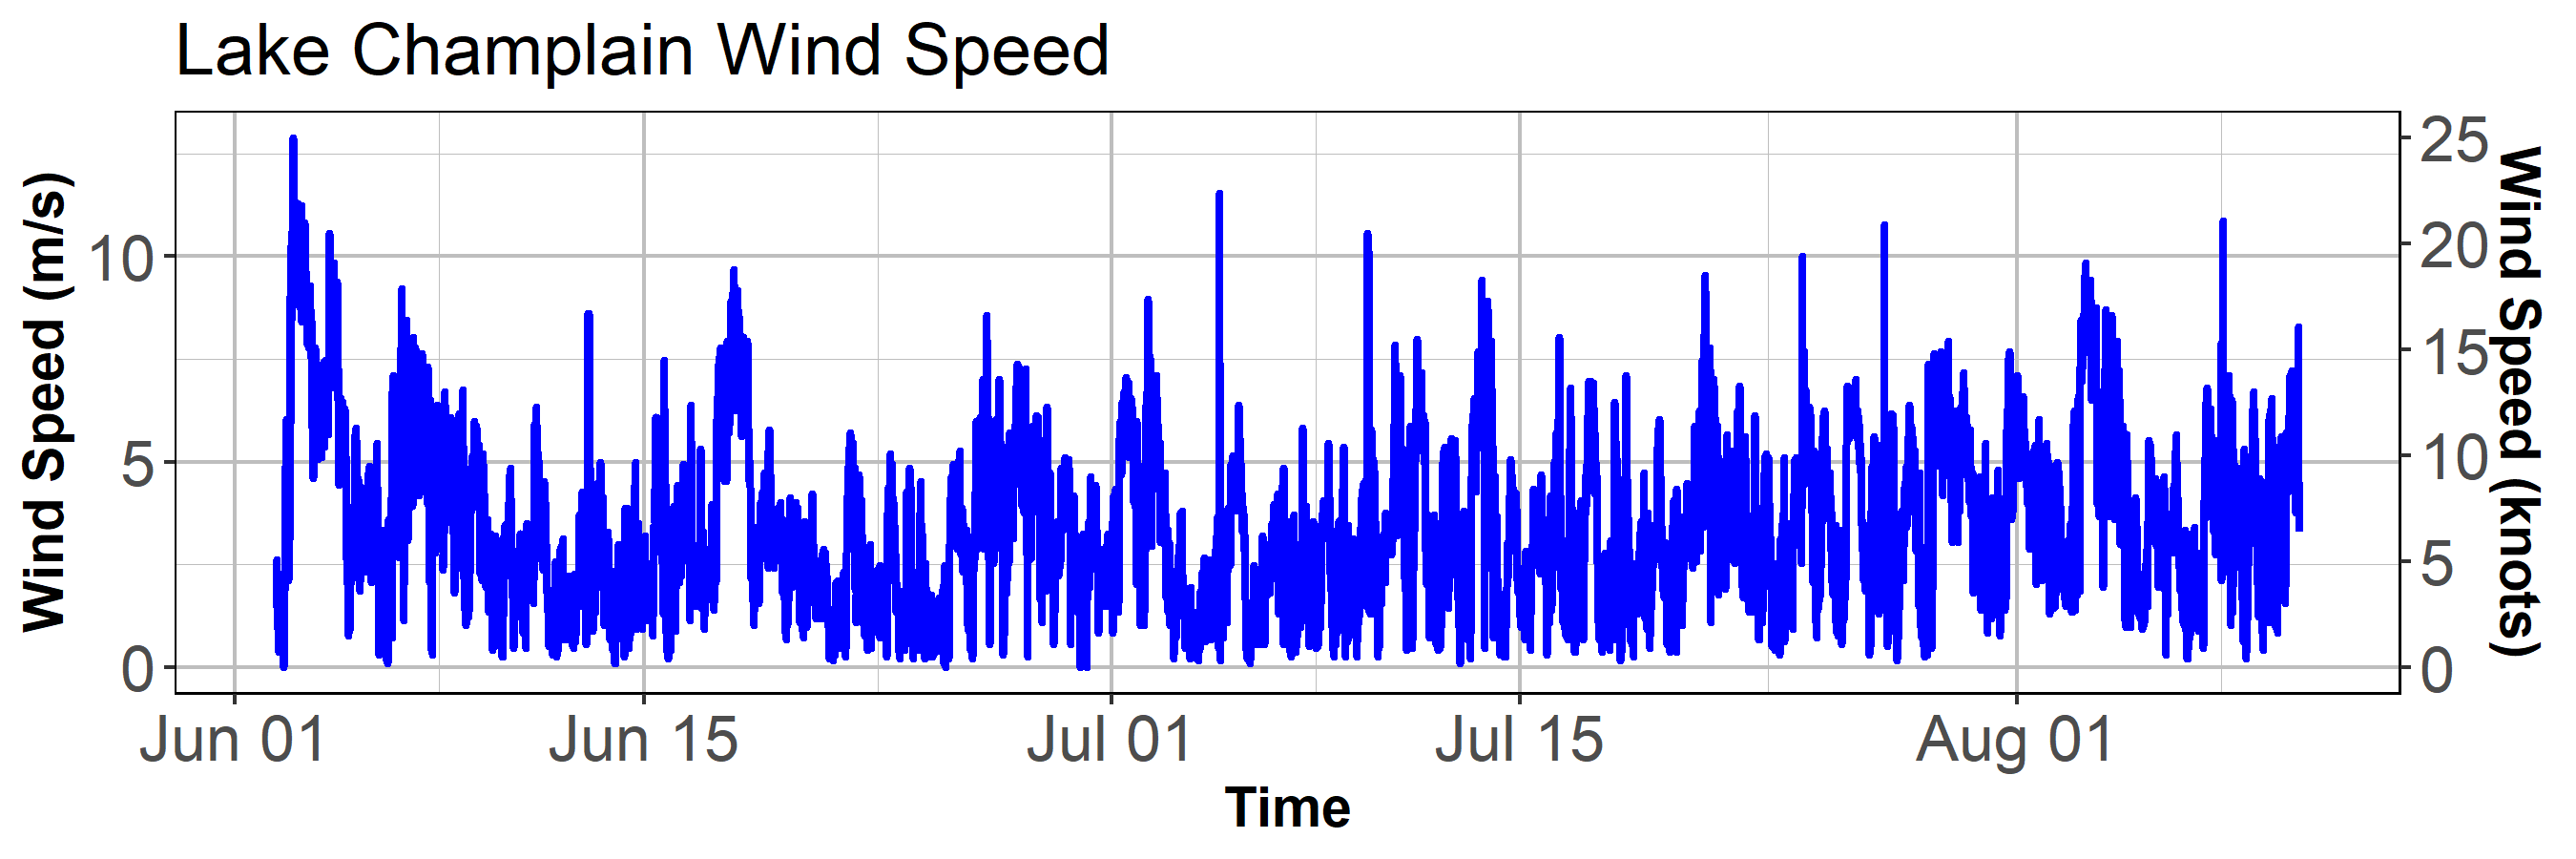 Lake Champlain Wind Speed
Wind Speed (m/s)
10
5
0
25
20
15
10
5
0
Wind Speed (knots)
Jun 01 Jun 15 Jul 01 Jul 15 Aug 01
Time